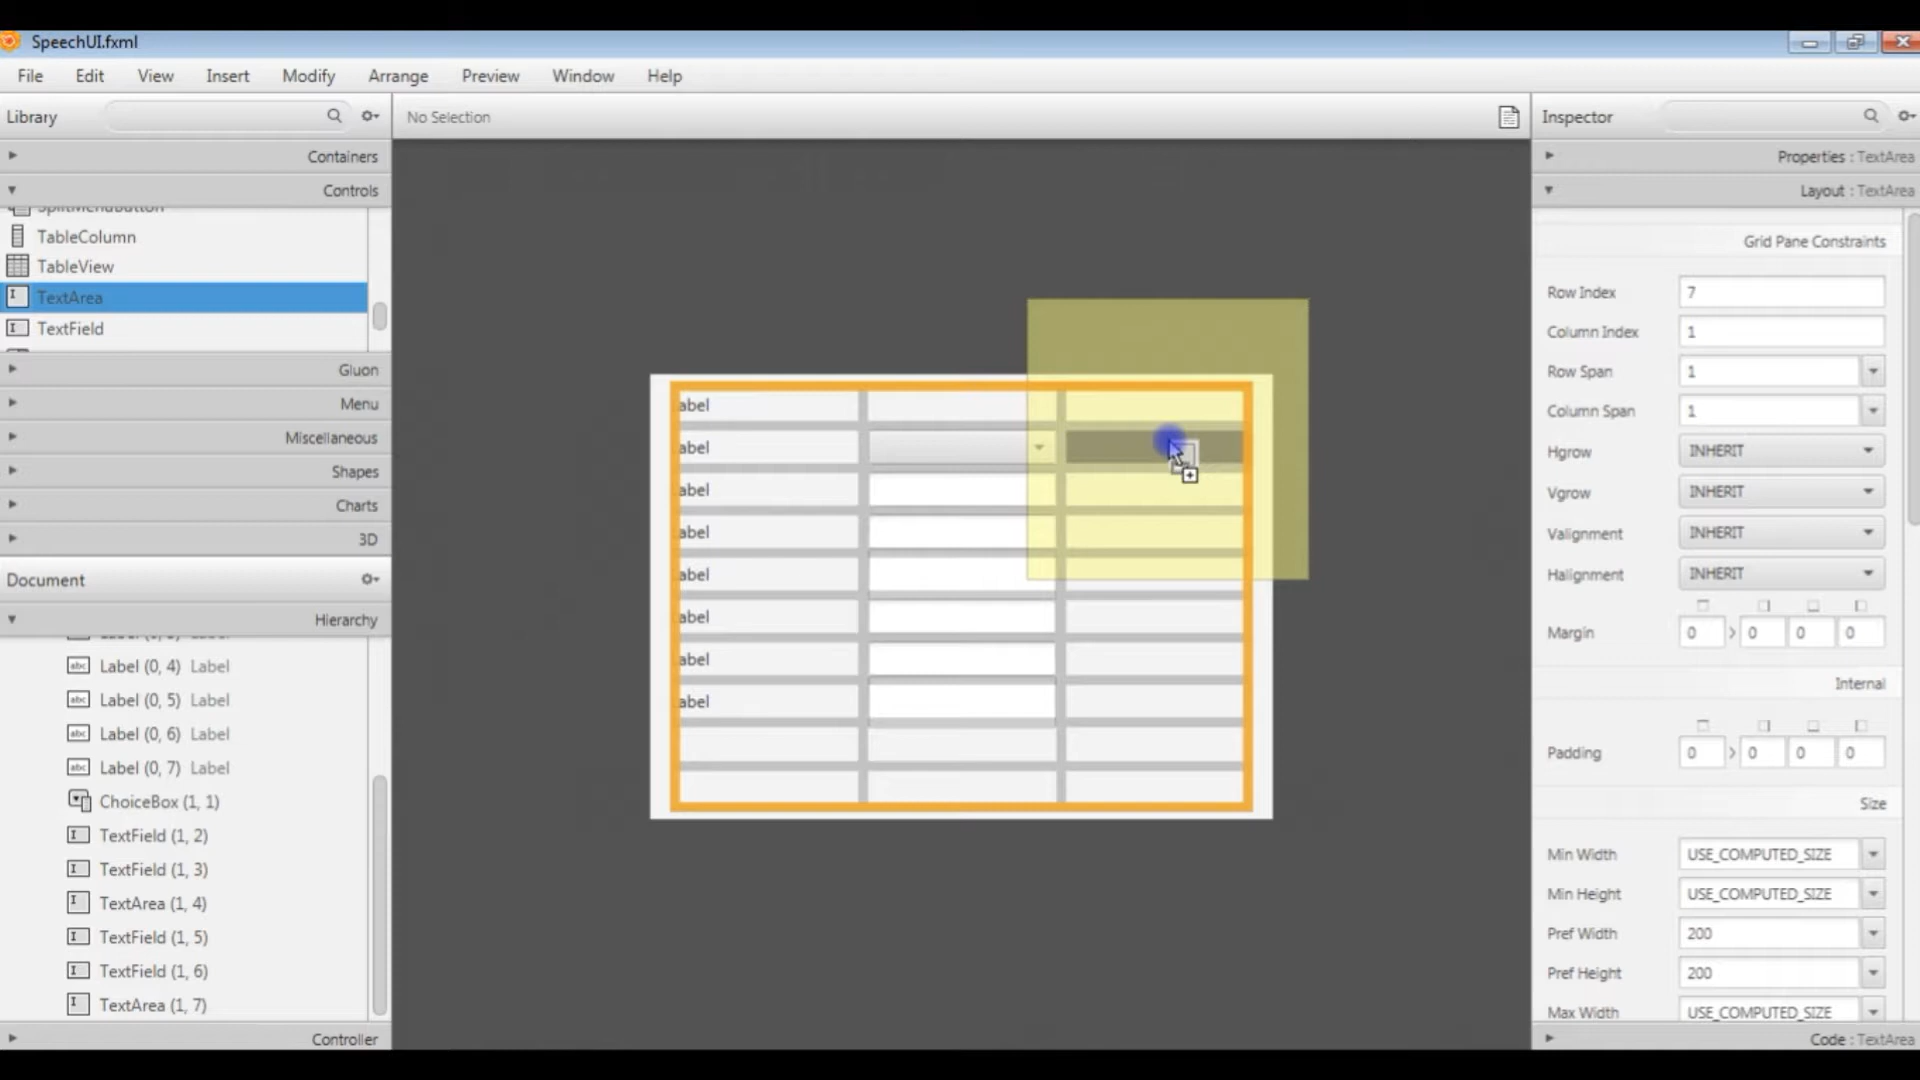 SpeechUI.fxml
File Edit View Insert Modify Arrange Preview Window Help
Library
No Selection
Inspector
Containers
Controls
SplitMenuButton
TableColumn
TableView
TextArea
TextField
Gluon
Menu
Miscellaneous
Shapes
Charts
3D
Document
Hierarchy
Label (0, 4) Label
Label (0, 5) Label
Label (0, 6) Label
Label (0, 7) Label
ChoiceBox (1, 1)
TextField (1, 2)
TextField (1, 3)
TextArea (1, 4)
TextField (1, 5)
TextField (1, 6)
TextArea (1, 7)
Controller
abel
abel
abel
abel
abel
abel
abel
abel
Properties : TextArea
Layout : TextArea
Grid Pane Constraints
Row Index 7
Column Index 1
Row Span 1
Column Span 1
Hgrow INHERIT
Vgrow INHERIT
Valignment INHERIT
Halignment INHERIT
Margin 0 0 0 0
Internal
Padding 0 0 0 0
Size
Min Width USE_COMPUTED_SIZE
Min Height USE_COMPUTED_SIZE
Pref Width 200
Pref Height 200
Max Width USE_COMPUTED_SIZE
Code : TextArea